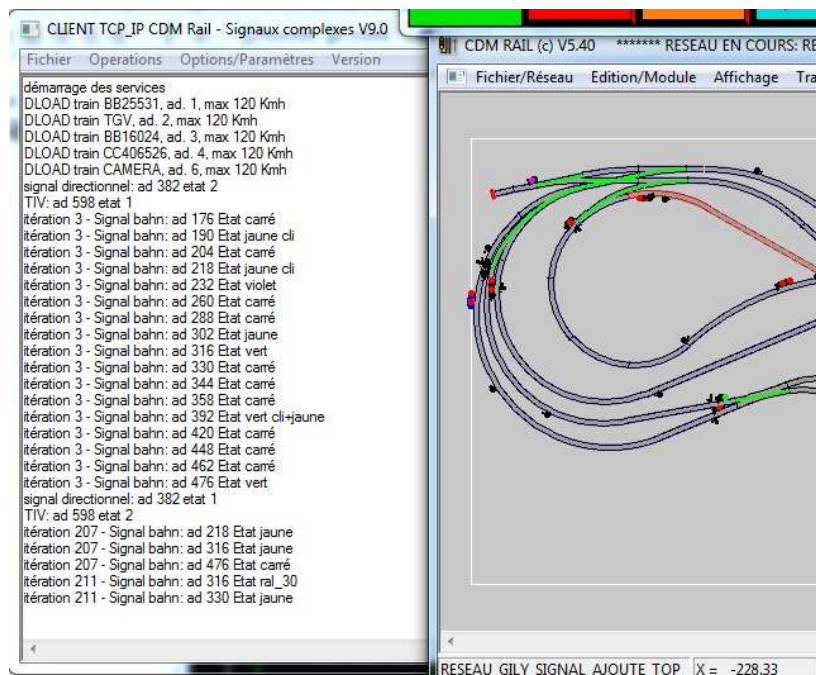 CLIENT TCP_IP CDM Rail - Signaux complexes V9.0
Fichier Operations Options/Paramètres Version
démarrage des services
DLOAD train BB25531, ad. 1, max 120 Kmh
DLOAD train TGV, ad. 2, max 120 Kmh
DLOAD train BB16024, ad. 3, max 120 Kmh
DLOAD train CC406526, ad. 4, max 120 Kmh
DLOAD train CAMERA, ad. 6, max 120 Kmh
signal directionnel: ad 382 etat 2
TIV: ad 598 etat 1
itération 3 - Signal bahn: ad 176 Etat carré
itération 3 - Signal bahn: ad 190 Etat jaune cli
itération 3 - Signal bahn: ad 204 Etat carré
itération 3 - Signal bahn: ad 218 Etat jaune cli
itération 3 - Signal bahn: ad 232 Etat violet
itération 3 - Signal bahn: ad 260 Etat carré
itération 3 - Signal bahn: ad 288 Etat carré
itération 3 - Signal bahn: ad 302 Etat jaune
itération 3 - Signal bahn: ad 316 Etat vert
itération 3 - Signal bahn: ad 330 Etat carré
itération 3 - Signal bahn: ad 344 Etat carré
itération 3 - Signal bahn: ad 358 Etat carré
itération 3 - Signal bahn: ad 392 Etat vert cli+jaune
itération 3 - Signal bahn: ad 420 Etat carré
itération 3 - Signal bahn: ad 448 Etat carré
itération 3 - Signal bahn: ad 462 Etat carré
itération 3 - Signal bahn: ad 476 Etat vert
signal directionnel: ad 382 etat 1
TIV: ad 598 etat 2
itération 207 - Signal bahn: ad 218 Etat jaune
itération 207 - Signal bahn: ad 316 Etat jaune
itération 207 - Signal bahn: ad 476 Etat carré
itération 211 - Signal bahn: ad 316 Etat ral_30
itération 211 - Signal bahn: ad 330 Etat jaune
CDM RAIL (c) V5.40 ******* RESEAU EN COURS: RE
Fichier/Réseau Edition/Module Affichage Tra
RESEAU GILY SIGNAL AJOUTE TOP X = -228.33